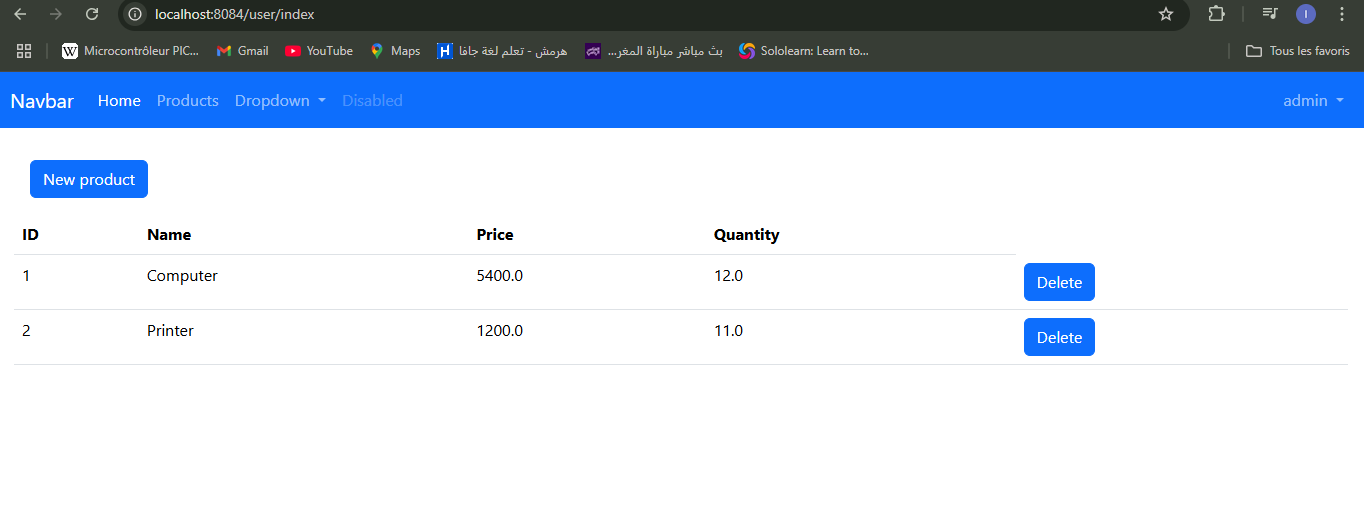 localhost:8084/user/index
I
Microcontrôleur PIC... Gmail YouTube Maps هرمش - تعلم لغة جافا بث مباشر مباراة المغر... Sololearn: Learn to... Tous les favoris
Navbar Home Products Dropdown Disabled admin
New product
ID Name Price Quantity
1 Computer 5400.0 12.0 Delete
2 Printer 1200.0 11.0 Delete